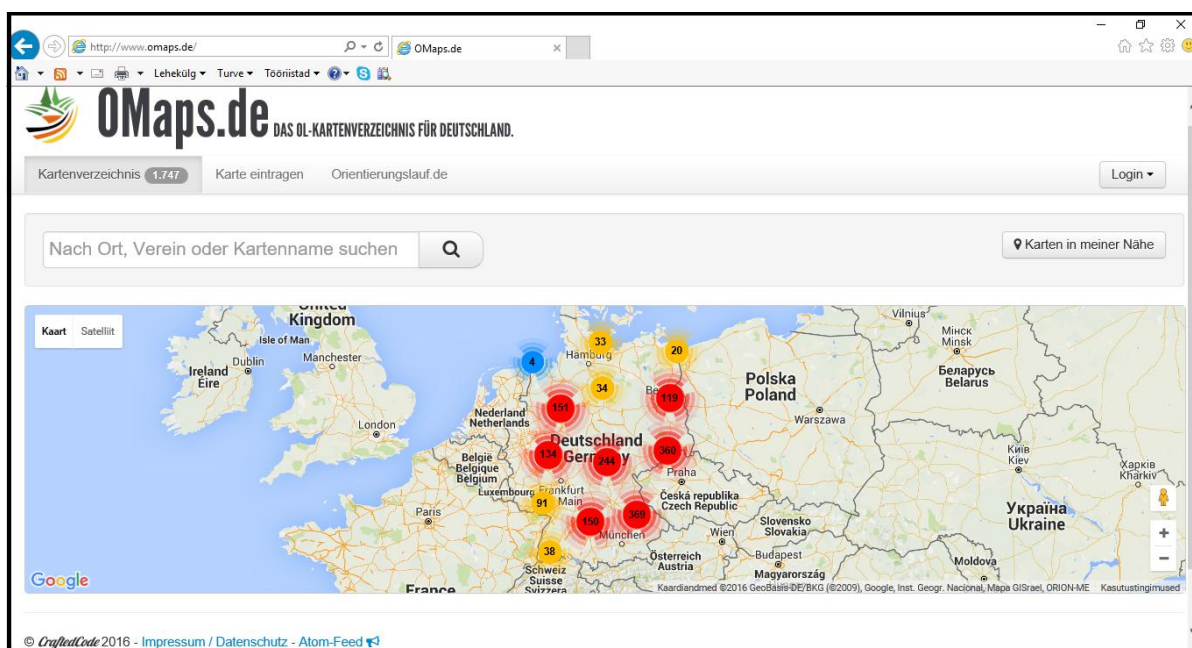 http://www.omaps.de/
OMaps.de
Lehekülg Turve Tööriistad
OMaps.de DAS OL-KARTENVERZEICHNIS FÜR DEUTSCHLAND.
Kartenverzeichnis 1.747 Karte eintragen Orientierungslauf.de Login
Nach Ort, Verein oder Kartenname suchen Karten in meiner Nähe
Kaart Satelliit
United
Kingdom
Isle of Man
Dublin
Manchester
Ireland
Éire
London
Nederland
Netherlands
België
Belgique
Belgium
Luxembourg
Paris
France
Hamburg
Deutschland
Germany
Frankfurt
Main
München
Schweiz
Suisse
Svizzera
Österreich
Austria
Praha
Česká republika
Czech Republic
Wien
Slovensko
Slovakia
Budapest
Magyarország
Polska
Poland
Warszawa
Vilnius
Мінск
Minsk
Беларусь
Belarus
Київ
Kiev
Харків
Kharkiv
Україна
Ukraine
Moldova
4
33
20
34
151
119
134
244
360
91
150
369
38
Google
Kaardiandmed ©2016 GeoBasis-DE/BKG (©2009), Google, Inst. Geogr. Nacional, Mapa GISrael, ORION-ME Kasutustingimused
© CraftedCode 2016 - Impressum / Datenschutz - Atom-Feed